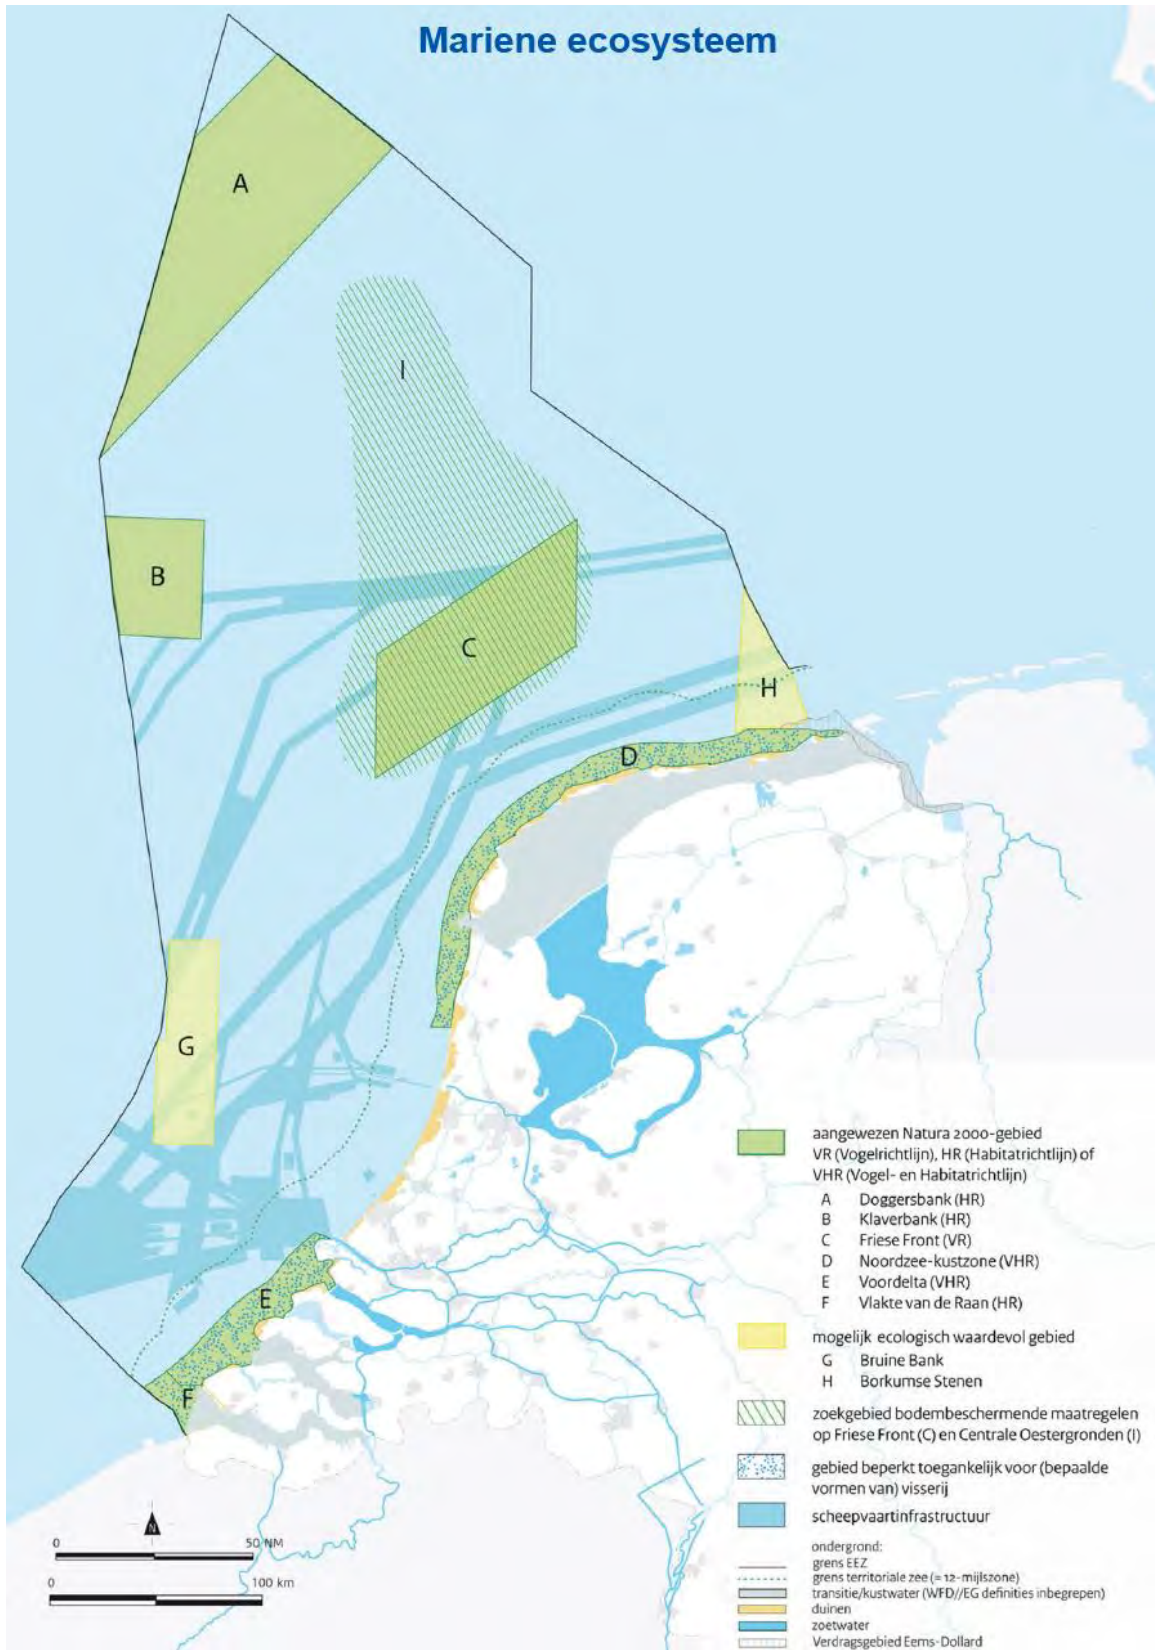 Mariene ecosysteem
A
I
B
C
H
D
G
E
F
aangewezen Natura 2000-gebied
VR (Vogelrichtlijn), HR (Habitatrichtlijn) of
VHR (Vogel- en Habitatrichtlijn)
A Doggersbank (HR)
B Klaverbank (HR)
C Friese Front (VR)
D Noordzee-kustzone (VHR)
E Voordelta (VHR)
F Vlakte van de Raan (HR)
mogelijk ecologisch waardevol gebied
G Bruine Bank
H Borkumse Stenen
zoekgebied bodembeschermende maatregelen
op Friese Front (C) en Centrale Oestergronden (I)
gebied beperkt toegankelijk voor (bepaalde
vormen van) visserij
scheepvaartinfrastructuur
ondergrond:
grens EEZ
grens territoriale zee (= 12-mijlszone)
transitie/kustwater (WFD//EG definities inbegrepen)
duinen
zoetwater
Verdragsgebied Eems-Dollard
N
0 50 NM
0 100 km